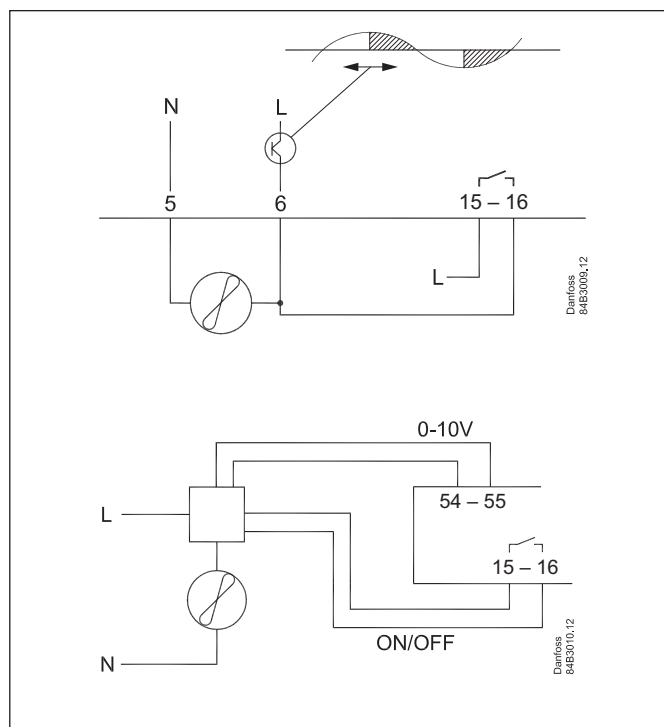 N
L
5
6
15 – 16
L
Danfoss
84B3009.12
0-10V
54 – 55
L
15 – 16
ON/OFF
N
Danfoss
84B3010.12